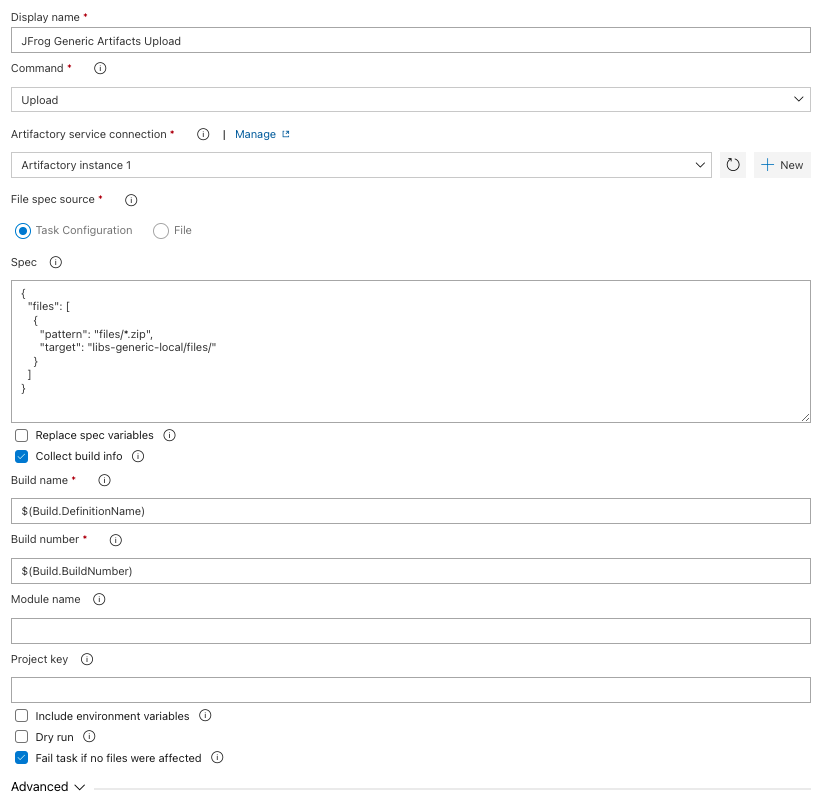 Display name *
JFrog Generic Artifacts Upload
Command *
Upload
Artifactory service connection * | Manage
Artifactory instance 1
New
File spec source *
Task Configuration File
Spec
{
"files": [
{
"pattern": "files/*.zip",
"target": "libs-generic-local/files/"
}
]
}
Replace spec variables
Collect build info
Build name *
$(Build.DefinitionName)
Build number *
$(Build.BuildNumber)
Module name
Project key
Include environment variables
Dry run
Fail task if no files were affected
Advanced